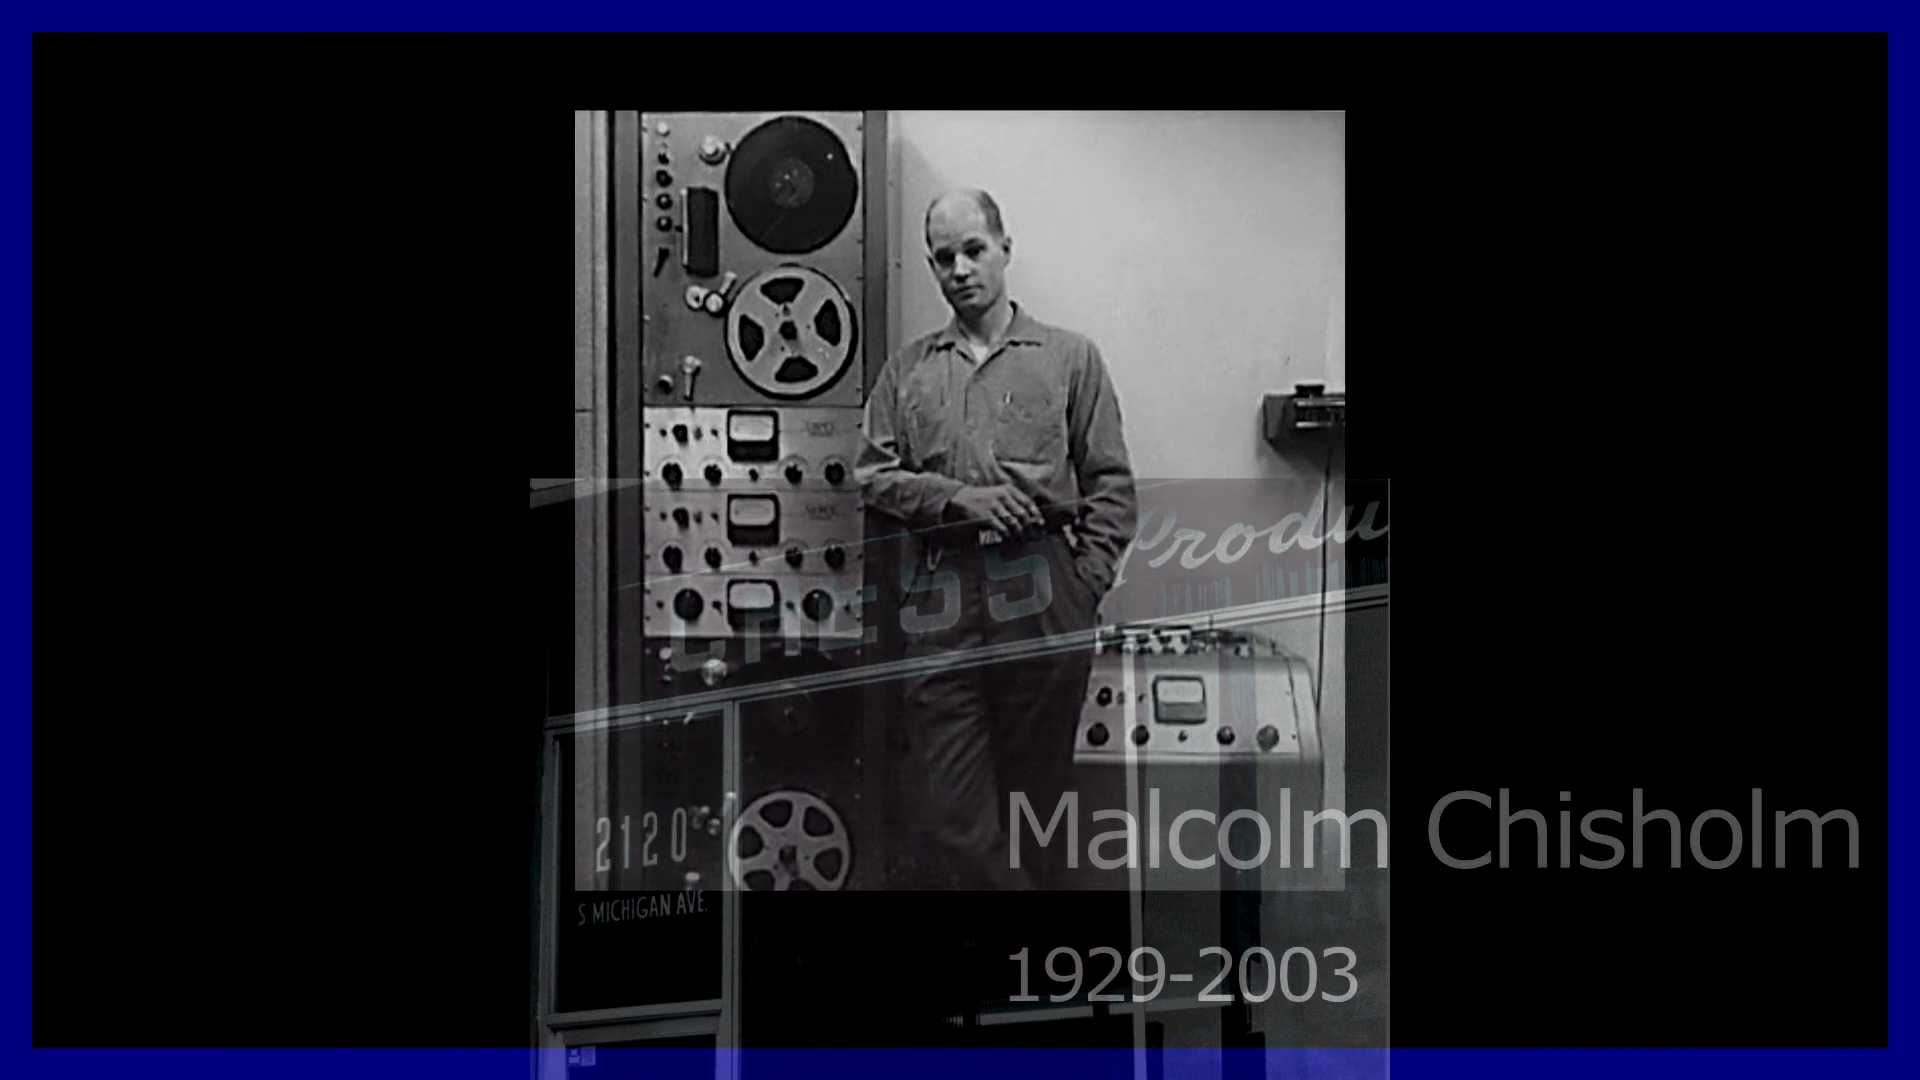 CHESS Produ
2120
S MICHIGAN AVE.
Malcolm Chisholm
1929-2003